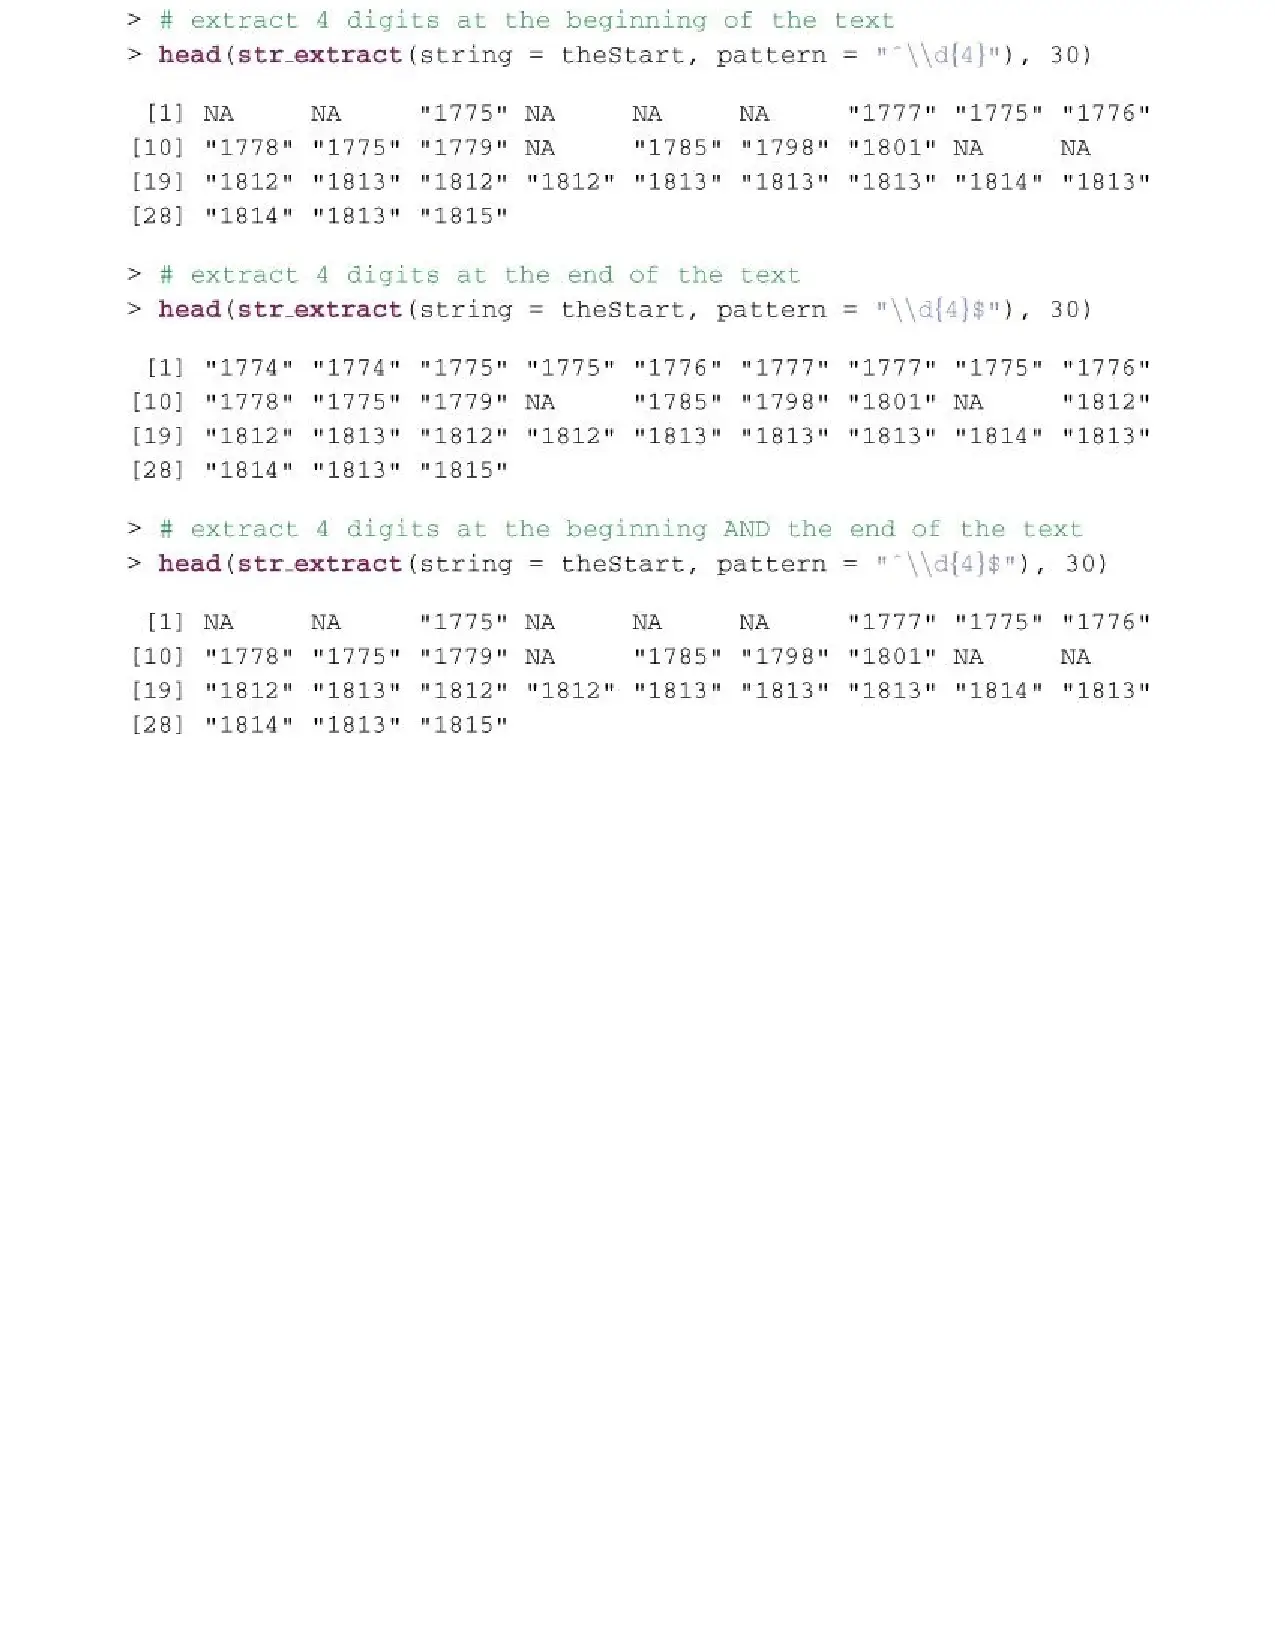 > # extract 4 digits at the beginning of the text
> head(str_extract(string = theStart, pattern = "^\\d{4}"), 30)
[1] NA NA "1775" NA NA NA "1777" "1775" "1776"
[10] "1778" "1775" "1779" NA "1785" "1798" "1801" NA NA
[19] "1812" "1813" "1812" "1812" "1813" "1813" "1813" "1814" "1813"
[28] "1814" "1813" "1815"
> # extract 4 digits at the end of the text
> head(str_extract(string = theStart, pattern = "\\d{4}$"), 30)
[1] "1774" "1774" "1775" "1775" "1776" "1777" "1777" "1775" "1776"
[10] "1778" "1775" "1779" NA "1785" "1798" "1801" NA "1812"
[19] "1812" "1813" "1812" "1812" "1813" "1813" "1813" "1814" "1813"
[28] "1814" "1813" "1815"
> # extract 4 digits at the beginning AND the end of the text
> head(str_extract(string = theStart, pattern = "^\\d{4}$"), 30)
[1] NA NA "1775" NA NA NA "1777" "1775" "1776"
[10] "1778" "1775" "1779" NA "1785" "1798" "1801" NA NA
[19] "1812" "1813" "1812" "1812" "1813" "1813" "1813" "1814" "1813"
[28] "1814" "1813" "1815"